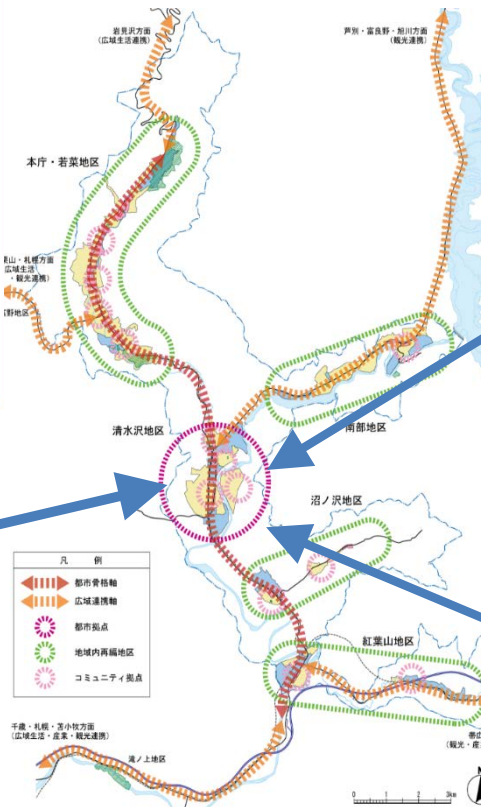 岩見沢方面
(広域生活連携)
芦別・富良野・旭川方面
(観光連携)
本庁・若菜地区
山・札幌方面
広域生活
・観光連携)
野地区
清水沢地区
南部地区
沼ノ沢地区
凡 例
都市骨格軸
広域連携軸
都市拠点
地域内再編地区
コミュニティ拠点
紅葉山地区
千歳・札幌・苫小牧方面
(広域生活・産業・観光連携)
滝ノ上地区
帯広
(観光・産
N
0 1 2 3km